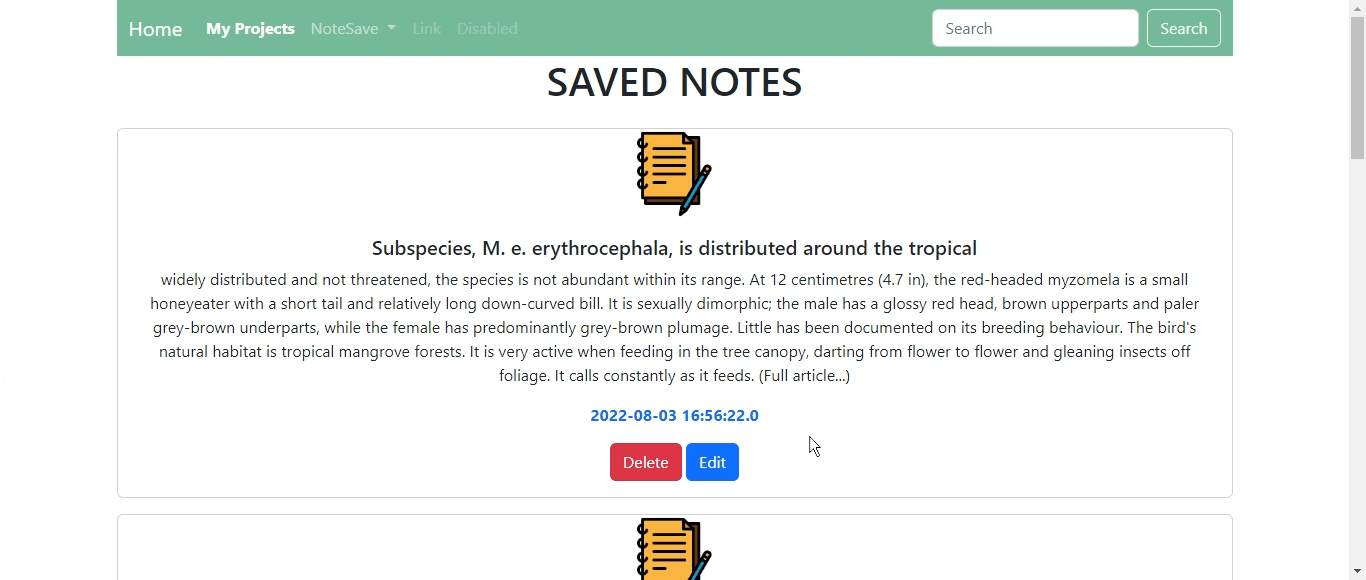 Home My Projects NoteSave Link Disabled Search Search
SAVED NOTES
Subspecies, M. e. erythrocephala, is distributed around the tropical
widely distributed and not threatened, the species is not abundant within its range. At 12 centimetres (4.7 in), the red-headed myzomela is a small
honeyeater with a short tail and relatively long down-curved bill. It is sexually dimorphic; the male has a glossy red head, brown upperparts and paler
grey-brown underparts, while the female has predominantly grey-brown plumage. Little has been documented on its breeding behaviour. The bird's
natural habitat is tropical mangrove forests. It is very active when feeding in the tree canopy, darting from flower to flower and gleaning insects off
foliage. It calls constantly as it feeds. (Full article...)
2022-08-03 16:56:22.0
Delete Edit